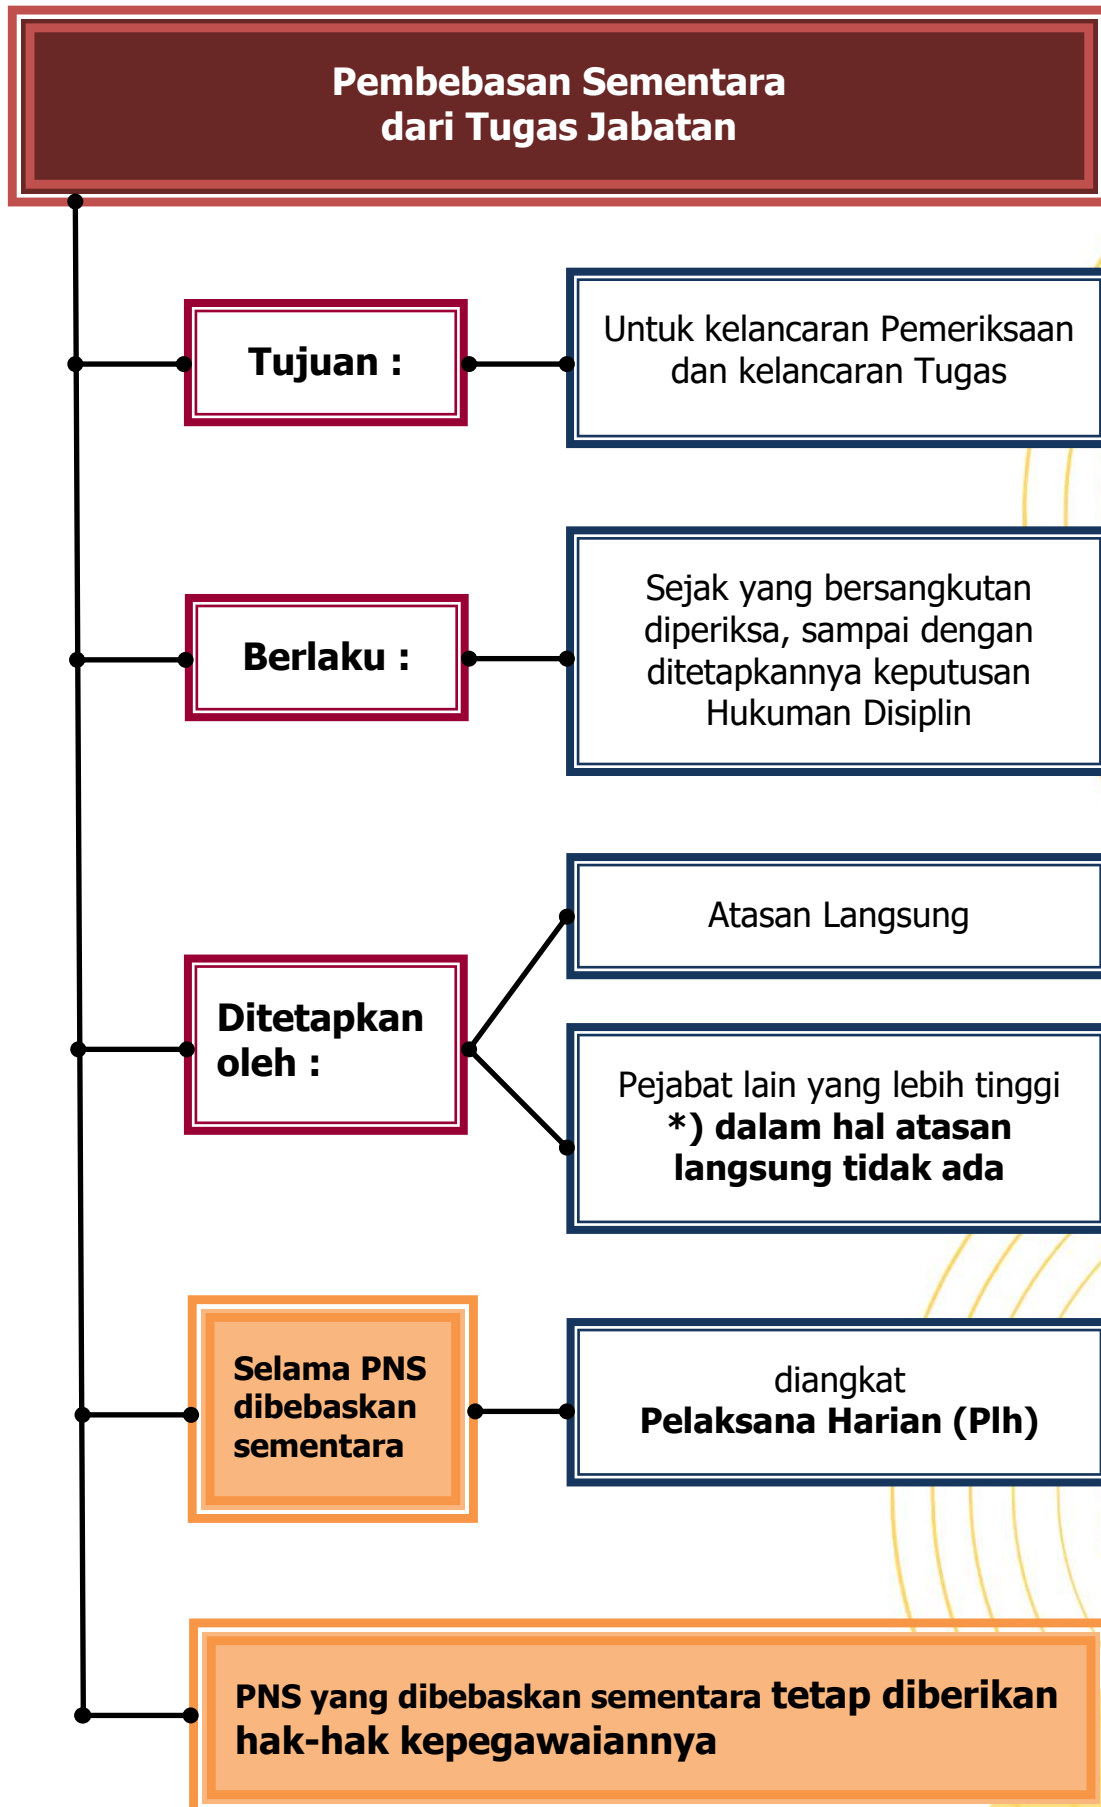 Pembebasan Sementara
dari Tugas Jabatan
Tujuan :
Untuk kelancaran Pemeriksaan
dan kelancaran Tugas
Berlaku :
Sejak yang bersangkutan
diperiksa, sampai dengan
ditetapkannya keputusan
Hukuman Disiplin
Ditetapkan
oleh :
Atasan Langsung
Pejabat lain yang lebih tinggi
*) dalam hal atasan
langsung tidak ada
Selama PNS
dibebaskan
sementara
diangkat
Pelaksana Harian (Plh)
PNS yang dibebaskan sementara tetap diberikan
hak-hak kepegawaiannya